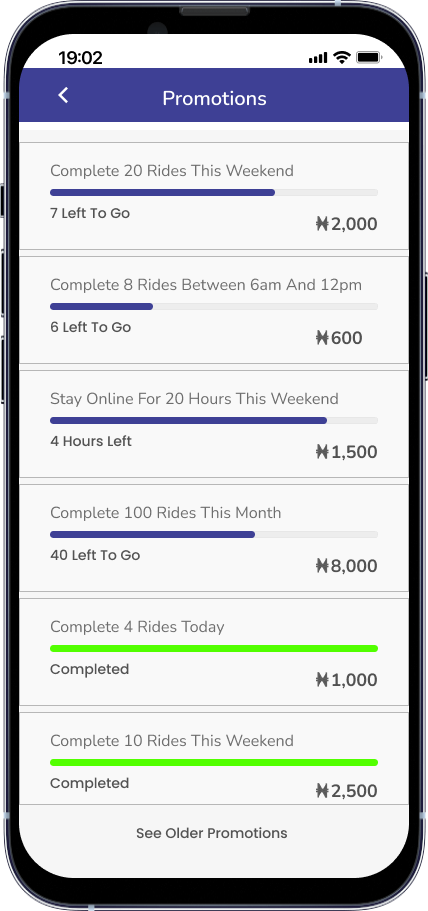 19:02
Promotions
Complete 20 Rides This Weekend
7 Left To Go
₦2,000
Complete 8 Rides Between 6am And 12pm
6 Left To Go
₦600
Stay Online For 20 Hours This Weekend
4 Hours Left
₦1,500
Complete 100 Rides This Month
40 Left To Go
₦8,000
Complete 4 Rides Today
Completed
₦1,000
Complete 10 Rides This Weekend
Completed
₦2,500
See Older Promotions